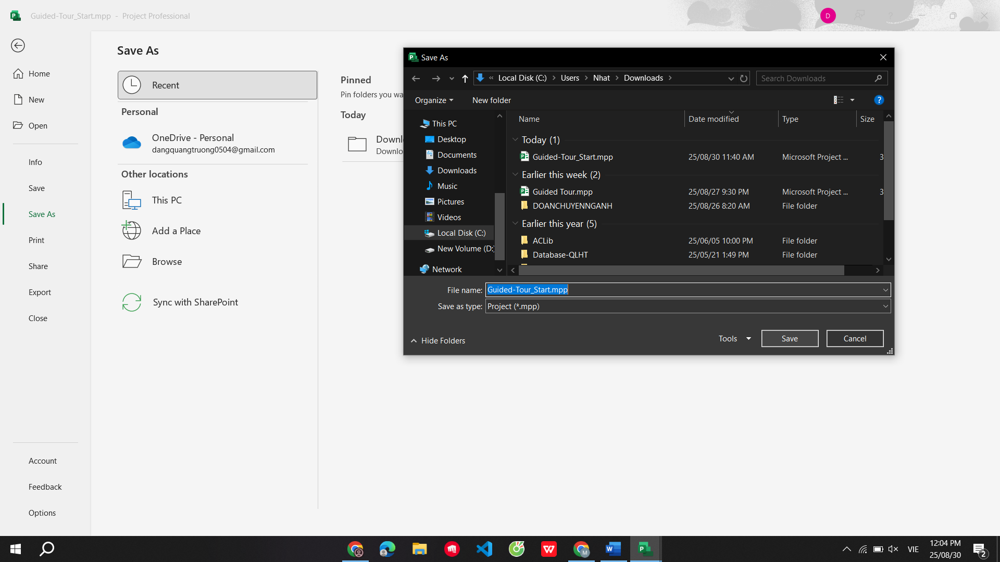 Guided-Tour_Start.mpp - Project Professional
D
Home
New
Open
Info
Save
Save As
Print
Share
Export
Close
Account
Feedback
Options
Save As
Recent
Personal
OneDrive - Personal
dangquangtruong0504@gmail.com
Other locations
This PC
Add a Place
Browse
Sync with SharePoint
Pinned
Pin folders you wa
Today
Downl
Downlo
Save As
« Local Disk (C:) > Users > Nhat > Downloads >
Search Downloads
Organize
New folder
This PC
Desktop
Documents
Downloads
Music
Pictures
Videos
Local Disk (C:)
New Volume (D:)
Network
Name Date modified Type Size
Today (1)
Guided-Tour_Start.mpp 25/08/30 11:40 AM Microsoft Project ... 3
Earlier this week (2)
Guided Tour.mpp 25/08/27 9:30 PM Microsoft Project ... 3
DOANCHUYENNGANH 25/08/26 8:20 AM File folder
Earlier this year (5)
ACLib 25/06/05 10:00 PM File folder
Database-QLHT 25/05/21 1:49 PM File folder
File name: Guided-Tour_Start.mpp
Save as type: Project (*.mpp)
Hide Folders
Tools
Save
Cancel
VIE
12:04 PM
25/08/30
2